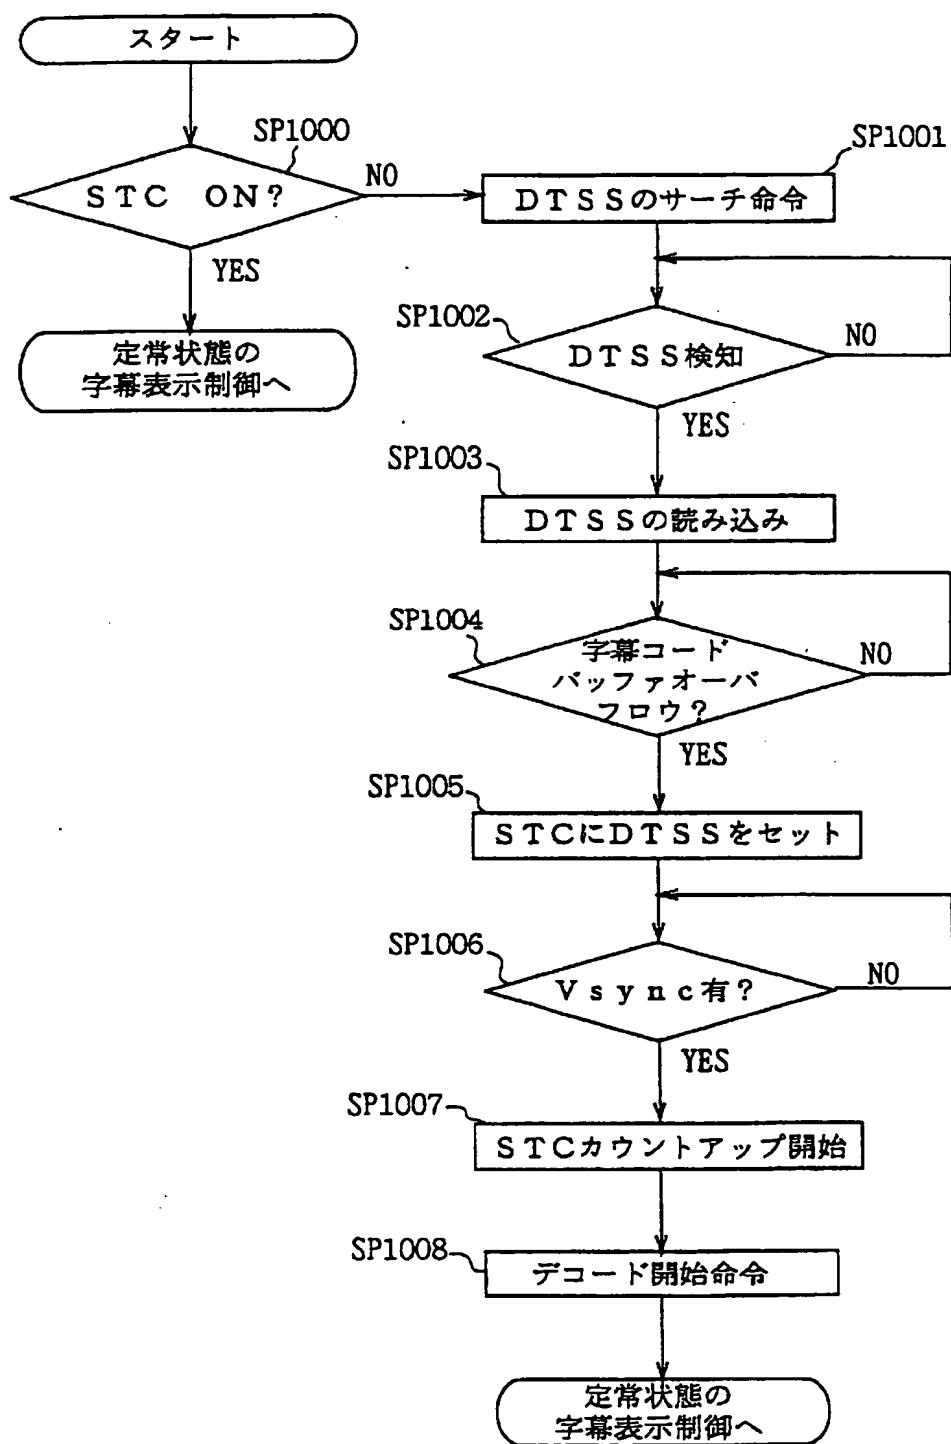 スタート
SP1000
STC ON?
NO
YES
定常状態の
字幕表示制御へ
SP1001
DTSSのサーチ命令
SP1002
DTSS検知
NO
YES
SP1003
DTSSの読み込み
SP1004
字幕コード
バッファオーバ
フロウ?
NO
YES
SP1005
STCにDTSSをセット
SP1006
Vsync有?
NO
YES
SP1007
STCカウントアップ開始
SP1008
デコード開始命令
定常状態の
字幕表示制御へ